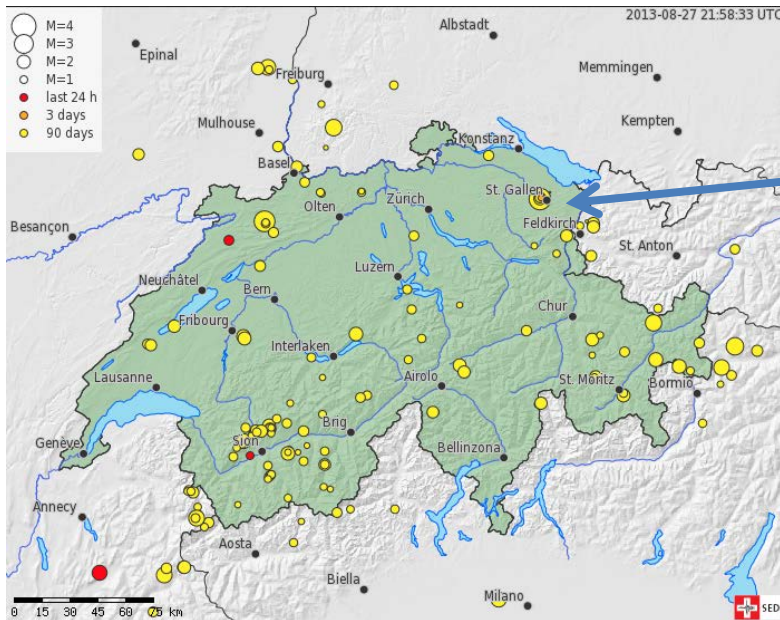 2013-08-27 21:58:33 UTC
M=4
M=3
M=2
M=1
last 24 h
3 days
90 days
Epinal
Albstadt
Freiburg
Memmingen
Mulhouse
Kempten
Konstanz
Basel
St. Gallen
Olten
Zürich
Besançon
Feldkirch
St. Anton
Luzern
Neuchâtel
Bern
Chur
Fribourg
Interlaken
Lausanne
Airolo
St. Moritz
Bormio
Brig
Sion
Genève
Bellinzona
Annecy
Aosta
Biella
Milano
0 15 30 45 60 75 km
SED